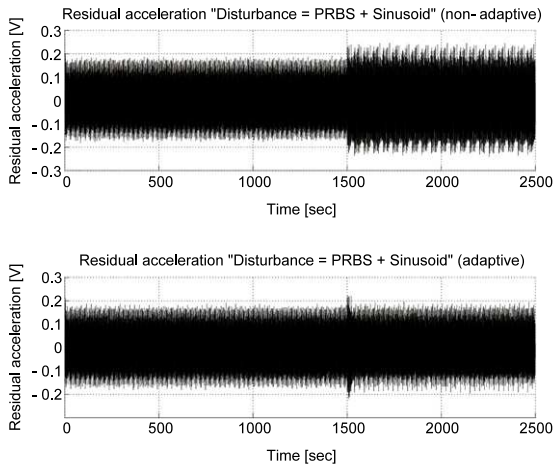 Residual acceleration "Disturbance = PRBS + Sinusoid" (non- adaptive)
Residual acceleration [V]
0.3
0.2
0.1
0
- 0.1
- 0.2
- 0.3
0 500 1000 1500 2000 2500
Time [sec]
Residual acceleration "Disturbance = PRBS + Sinusoid" (adaptive)
Residual acceleration [V]
0.3
0.2
0.1
0
- 0.1
- 0.2
0 500 1000 1500 2000 2500
Time [sec]